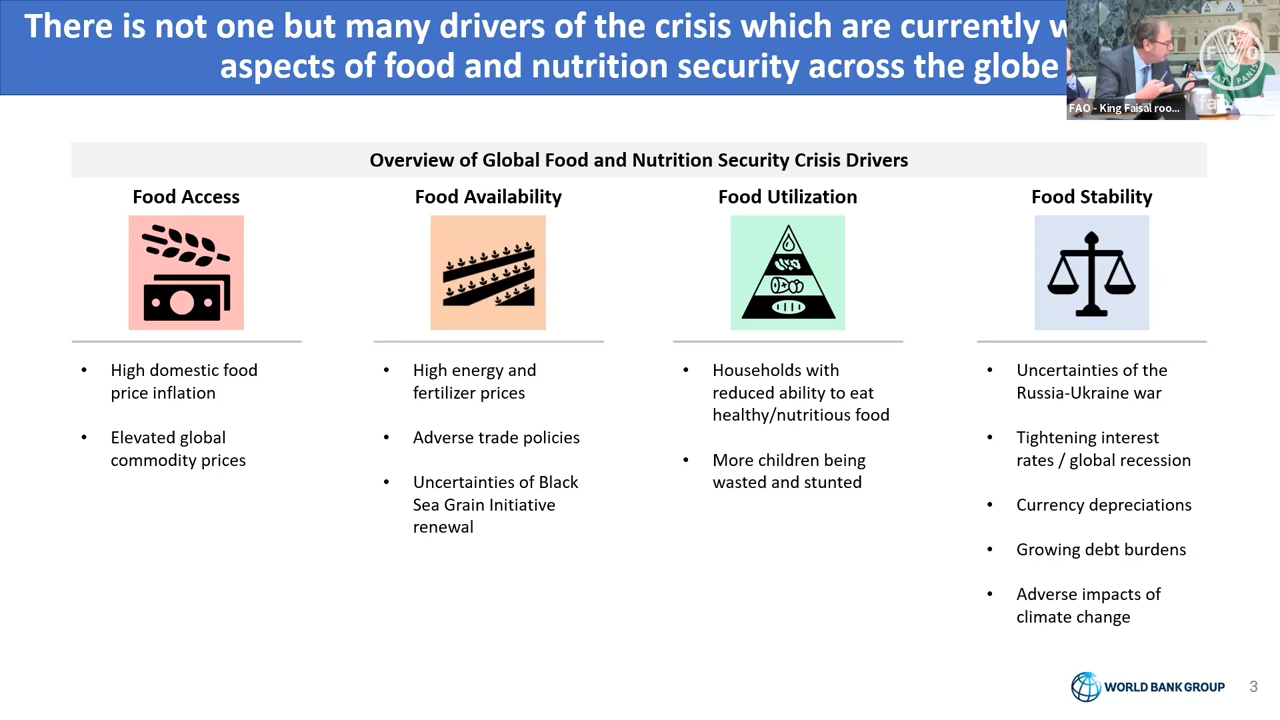 There is not one but many drivers of the crisis which are currently
aspects of food and nutrition security across the globe
FAO - King Faisal roo...
Overview of Global Food and Nutrition Security Crisis Drivers
Food Access
• High domestic food
price inflation
• Elevated global
commodity prices
Food Availability
• High energy and
fertilizer prices
• Adverse trade policies
• Uncertainties of Black
Sea Grain Initiative
renewal
Food Utilization
• Households with
reduced ability to eat
healthy/nutritious food
• More children being
wasted and stunted
Food Stability
• Uncertainties of the
Russia-Ukraine war
• Tightening interest
rates / global recession
• Currency depreciations
• Growing debt burdens
• Adverse impacts of
climate change
WORLD BANK GROUP
3